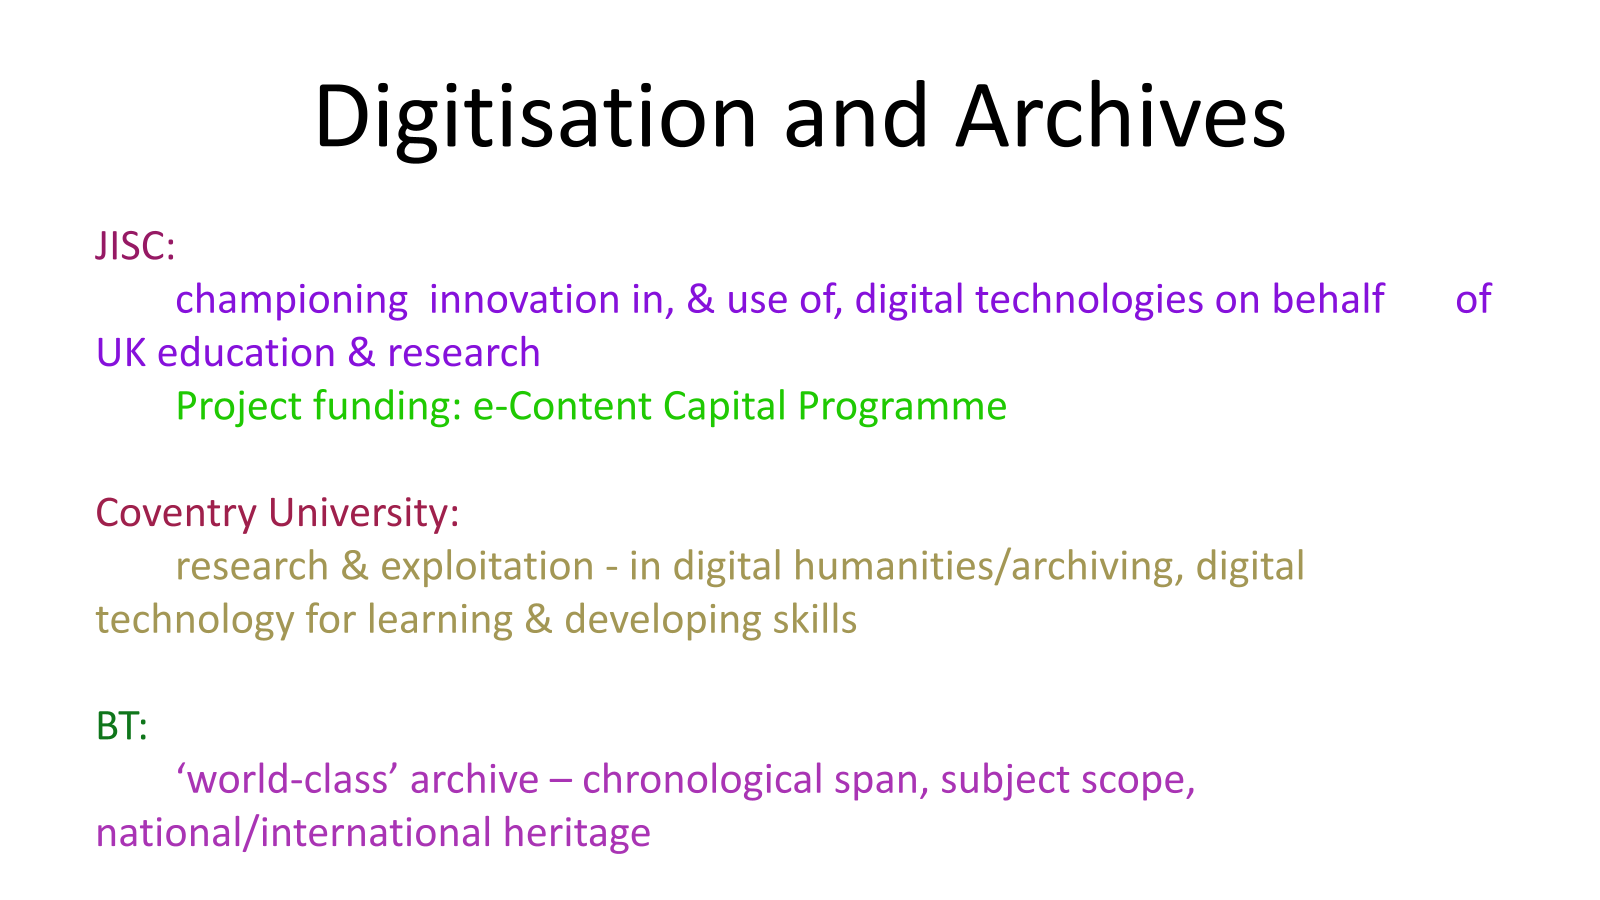 Digitisation and Archives
JISC:
championing  innovation in, & use of, digital technologies on behalf of
UK education & research
Project funding: e-Content Capital Programme
Coventry University:
research & exploitation - in digital humanities/archiving, digital
technology for learning & developing skills
BT:
‘world-class’ archive – chronological span, subject scope,
national/international heritage